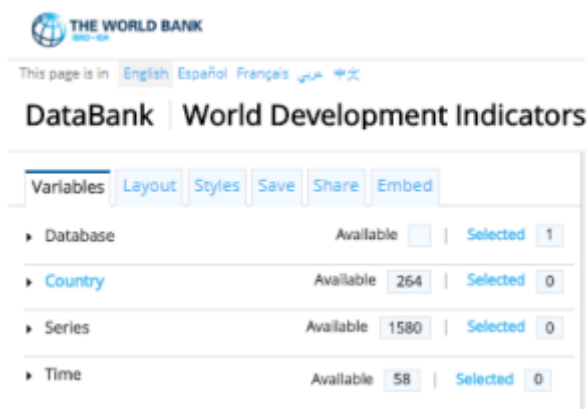 THE WORLD BANK
IBRD • IDA
This page is in English Español Français عربي 中文
DataBank | World Development Indicators
Variables Layout Styles Save Share Embed
Database Available | Selected 1
Country Available 264 | Selected 0
Series Available 1580 | Selected 0
Time Available 58 | Selected 0